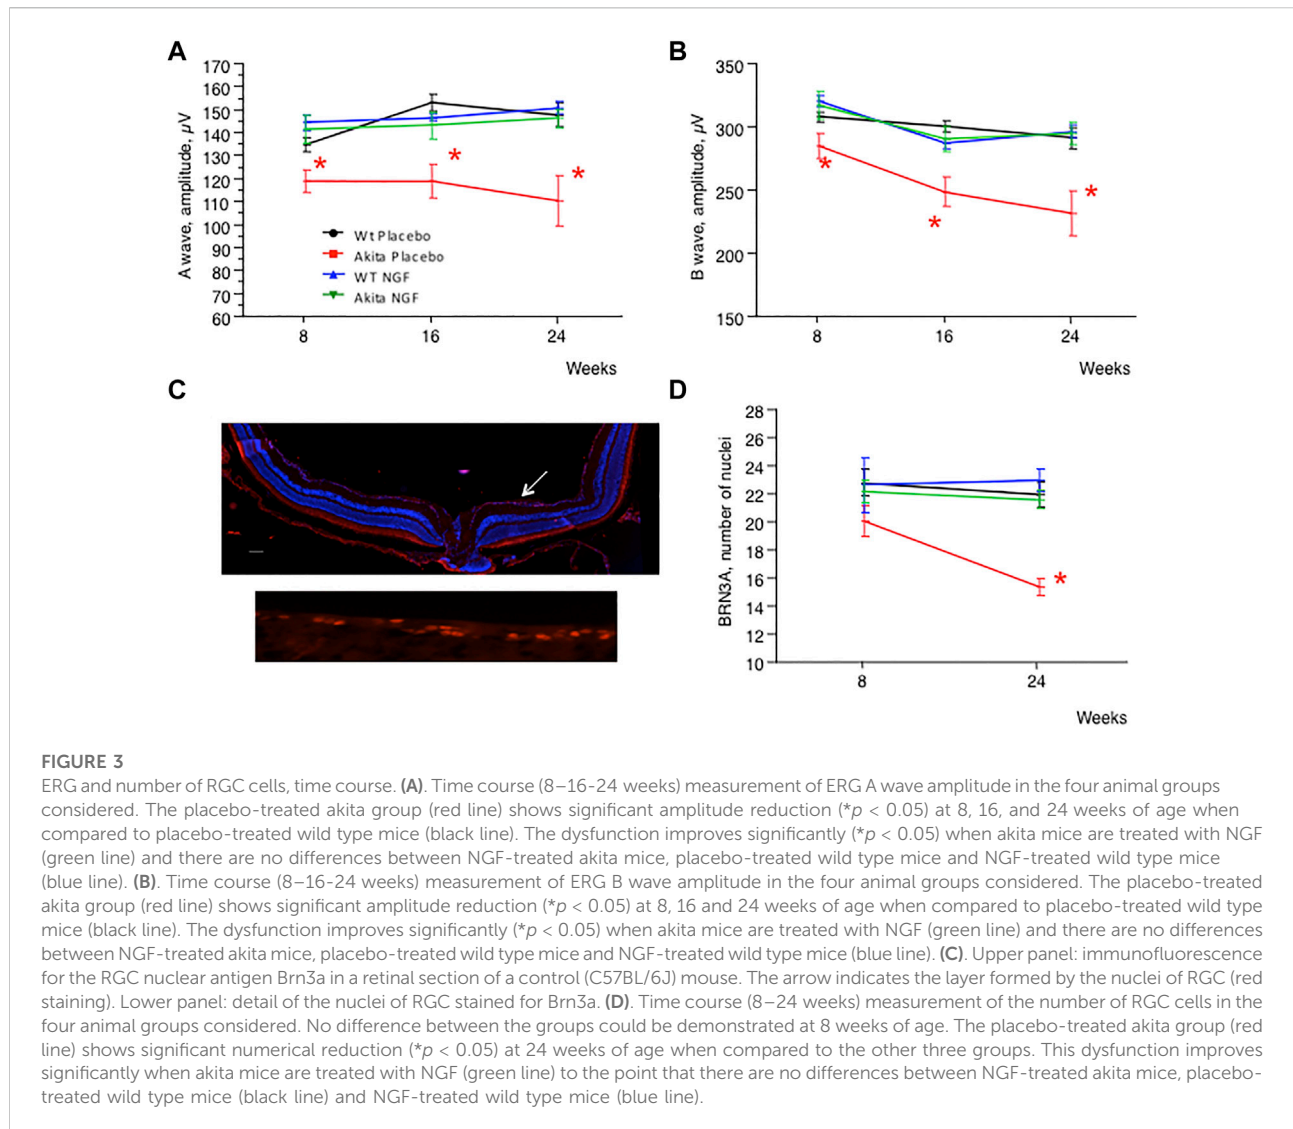 A
B
170
160
150
140
130
120
110
100
90
80
70
60
A wave, amplitude, µV
Wt Placebo
Akita Placebo
WT NGF
Akita NGF
8
16
24
Weeks
350
300
250
200
150
B wave, amplitude, µV
8
16
24
Weeks
*
*
*
*
*
*
C
D
28
26
24
22
20
18
16
14
12
10
BRN3A, number of nuclei
*
8
24
Weeks
FIGURE 3
ERG and number of RGC cells, time course. (A). Time course (8–16-24 weeks) measurement of ERG A wave amplitude in the four animal groups
considered. The placebo-treated akita group (red line) shows significant amplitude reduction (*p < 0.05) at 8, 16, and 24 weeks of age when
compared to placebo-treated wild type mice (black line). The dysfunction improves significantly (*p < 0.05) when akita mice are treated with NGF
(green line) and there are no differences between NGF-treated akita mice, placebo-treated wild type mice and NGF-treated wild type mice
(blue line). (B). Time course (8–16-24 weeks) measurement of ERG B wave amplitude in the four animal groups considered. The placebo-treated
akita group (red line) shows significant amplitude reduction (*p < 0.05) at 8, 16 and 24 weeks of age when compared to placebo-treated wild type
mice (black line). The dysfunction improves significantly (*p < 0.05) when akita mice are treated with NGF (green line) and there are no differences
between NGF-treated akita mice, placebo-treated wild type mice and NGF-treated wild type mice (blue line). (C). Upper panel: immunofluorescence
for the RGC nuclear antigen Brn3a in a retinal section of a control (C57BL/6J) mouse. The arrow indicates the layer formed by the nuclei of RGC (red
staining). Lower panel: detail of the nuclei of RGC stained for Brn3a. (D). Time course (8–24 weeks) measurement of the number of RGC cells in the
four animal groups considered. No difference between the groups could be demonstrated at 8 weeks of age. The placebo-treated akita group (red
line) shows significant numerical reduction (*p < 0.05) at 24 weeks of age when compared to the other three groups. This dysfunction improves
significantly when akita mice are treated with NGF (green line) to the point that there are no differences between NGF-treated akita mice, placebo-
treated wild type mice (black line) and NGF-treated wild type mice (blue line).